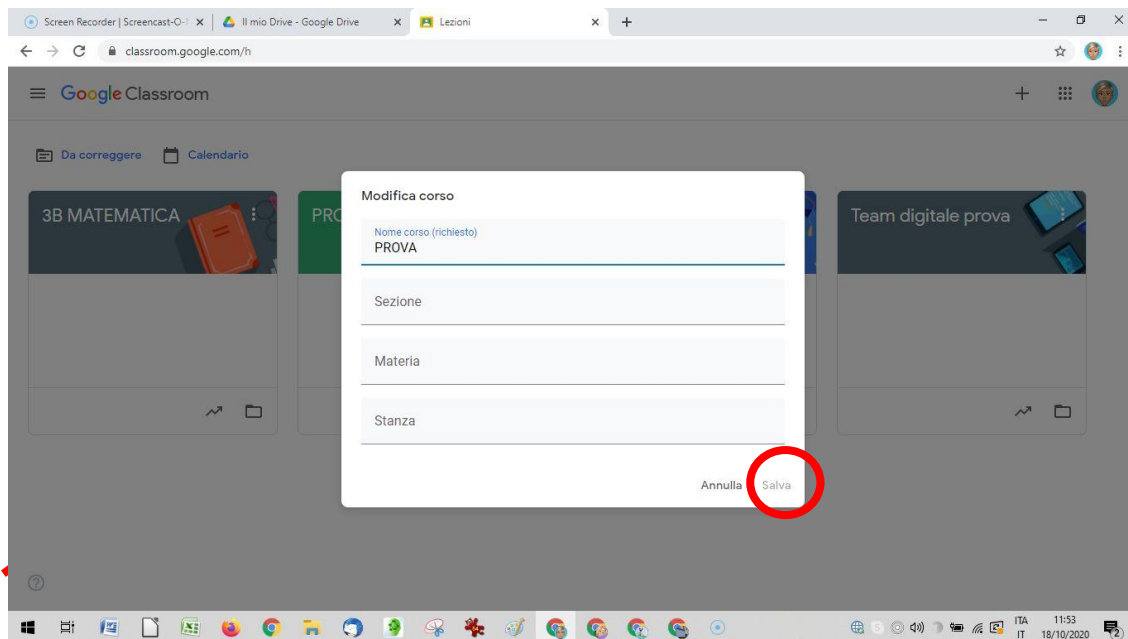 Screen Recorder | Screencast-O-
Il mio Drive - Google Drive
Lezioni
classroom.google.com/h
Google Classroom
Da correggere
Calendario
3B MATEMATICA
PRO
Team digitale prova
Modifica corso
Nome corso (richiesto)
PROVA
Sezione
Materia
Stanza
Annulla
Salva
ITA
11:53
IT
18/10/2020
2